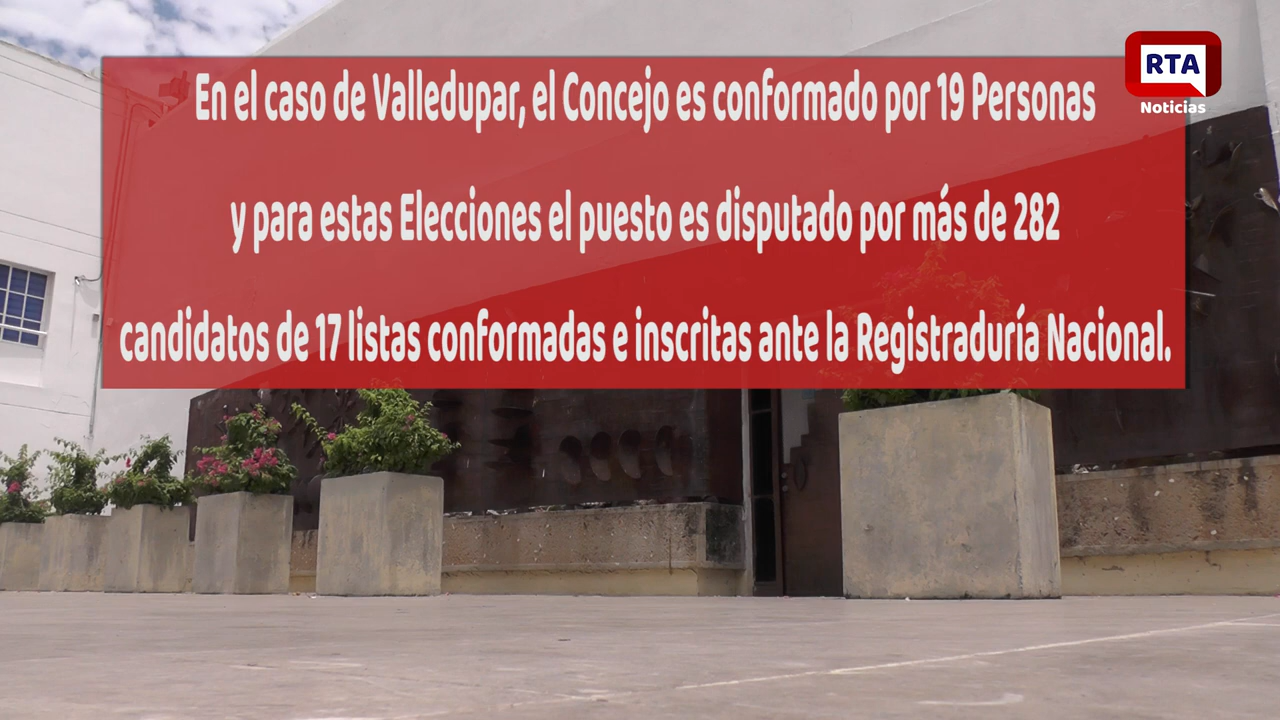 RTA
Noticias
En el caso de Valledupar, el Concejo es conformado por 19 Personas
y para estas Elecciones el puesto es disputado por más de 282
candidatos de 17 listas conformadas e inscritas ante la Registraduría Nacional.